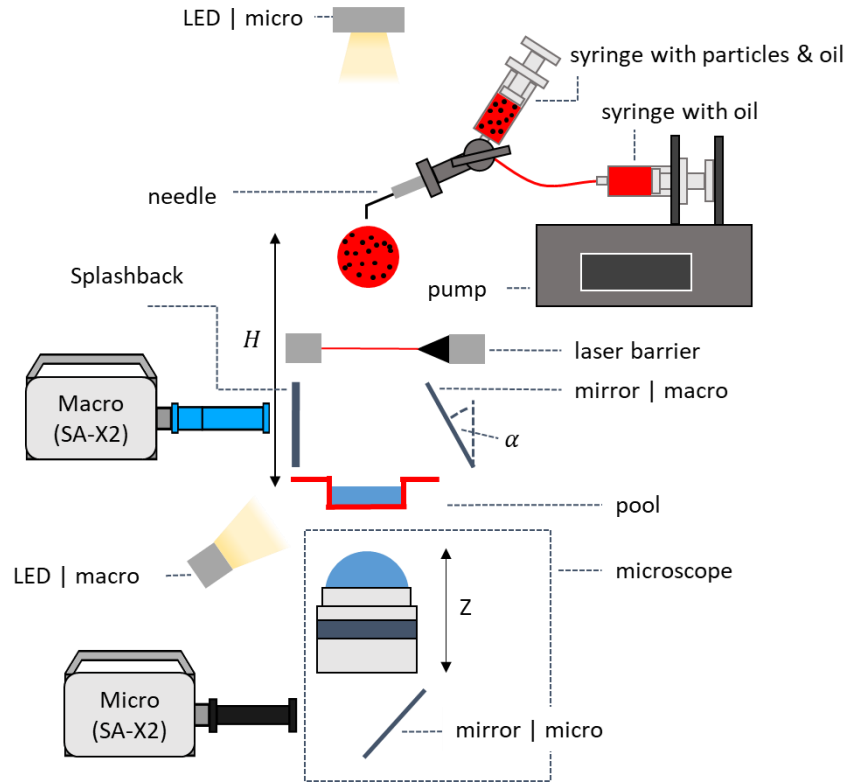 LED | micro
syringe with particles & oil
syringe with oil
needle
Splashback
pump
H
laser barrier
mirror | macro
Macro
(SA-X2)
α
pool
LED | macro
microscope
Z
Micro
(SA-X2)
mirror | micro